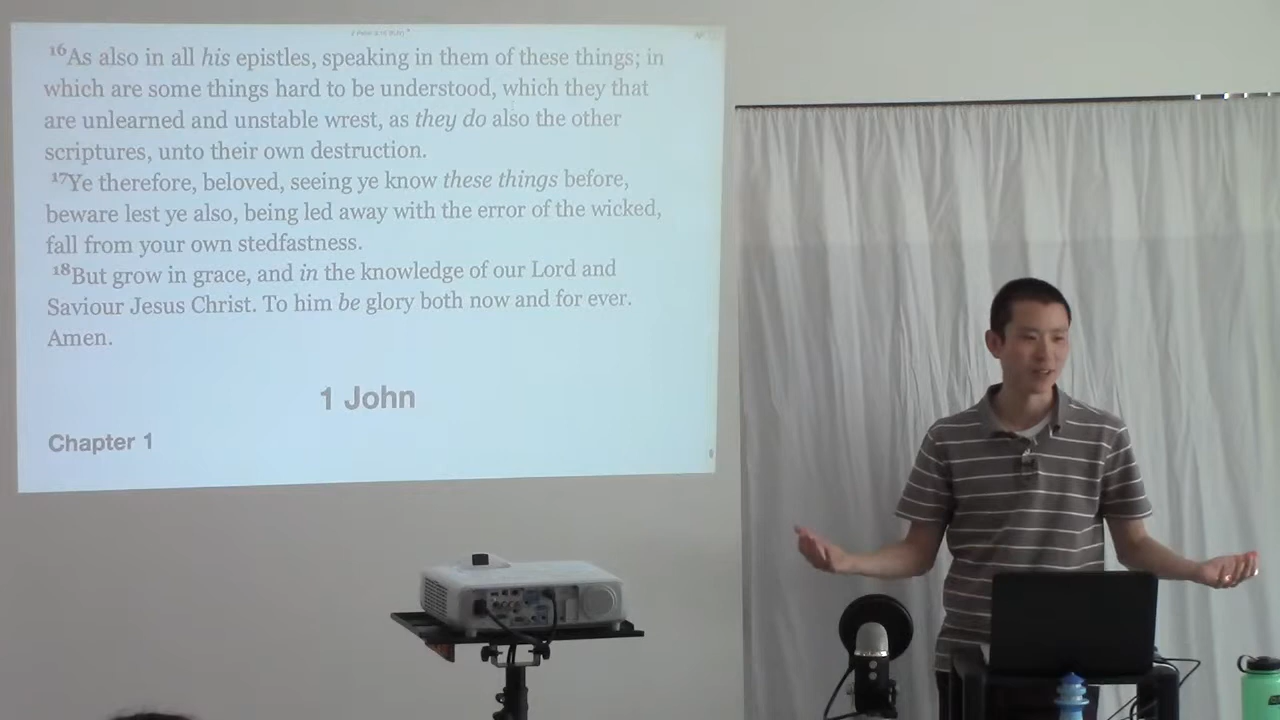 16As also in all his epistles, speaking in them of these things; in
which are some things hard to be understood, which they that
are unlearned and unstable wrest, as they do also the other
scriptures, unto their own destruction.
17Ye therefore, beloved, seeing ye know these things before,
beware lest ye also, being led away with the error of the wicked,
fall from your own stedfastness.
18But grow in grace, and in the knowledge of our Lord and
Saviour Jesus Christ. To him be glory both now and for ever.
Amen.
1 John
Chapter 1